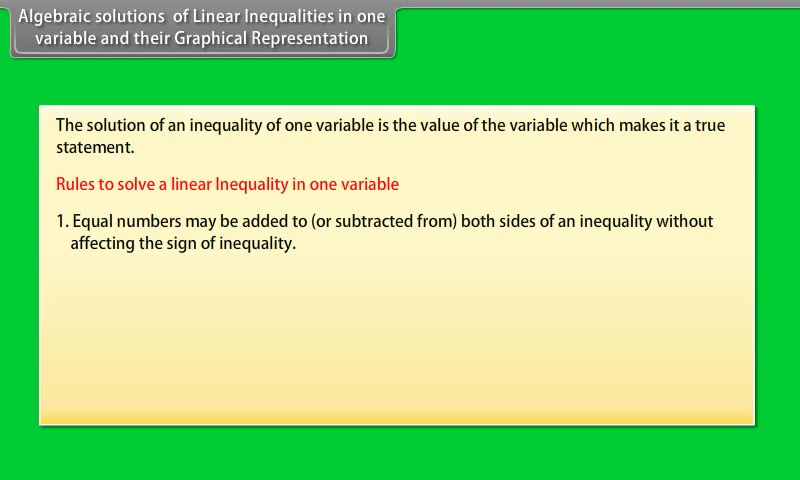 Algebraic solutions of Linear Inequalities in one
variable and their Graphical Representation
The solution of an inequality of one variable is the value of the variable which makes it a true
statement.
Rules to solve a linear Inequality in one variable
1. Equal numbers may be added to (or subtracted from) both sides of an inequality without
affecting the sign of inequality.